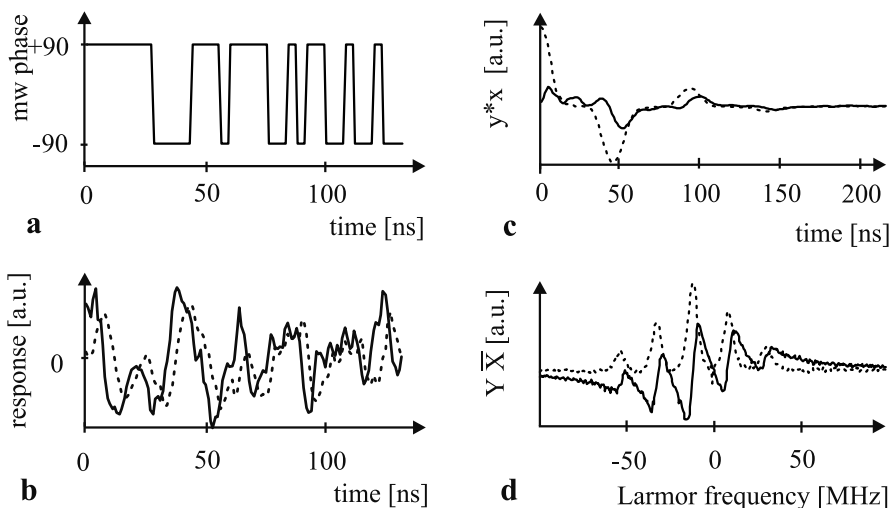 mw phase
+90
-90
0
50
100
time [ns]
a
y*x [a.u.]
0
50
100
150
200
time [ns]
c
response [a.u.]
0
0
50
100
time [ns]
b
Y X̅ [a.u.]
-50
0
50
Larmor frequency [MHz]
d